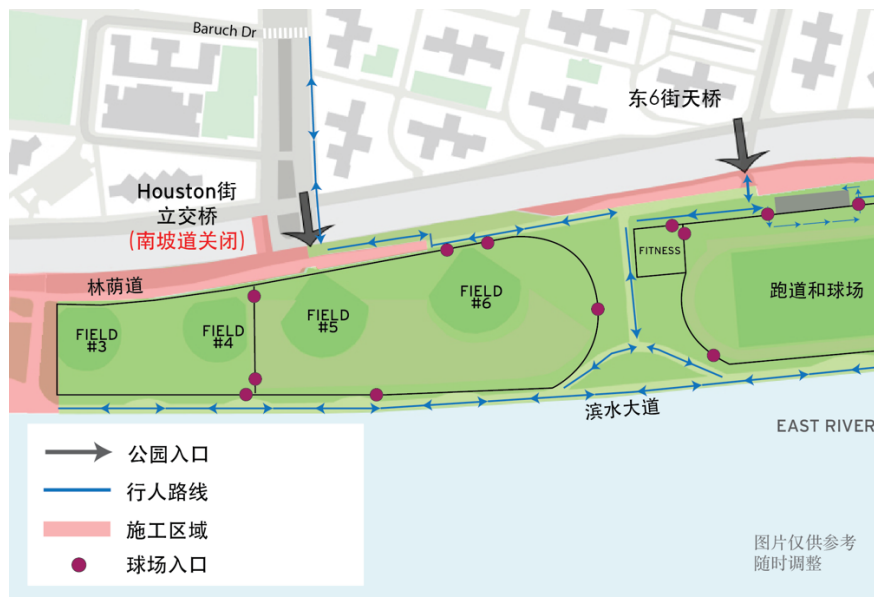 Baruch Dr
东6街天桥
Houston街
立交桥
(南坡道关闭)
林荫道
FIELD
#3
FIELD
#4
FIELD
#5
FIELD
#6
FITNESS
跑道和球场
滨水大道
EAST RIVER
公园入口
行人路线
施工区域
球场入口
图片仅供参考
随时调整